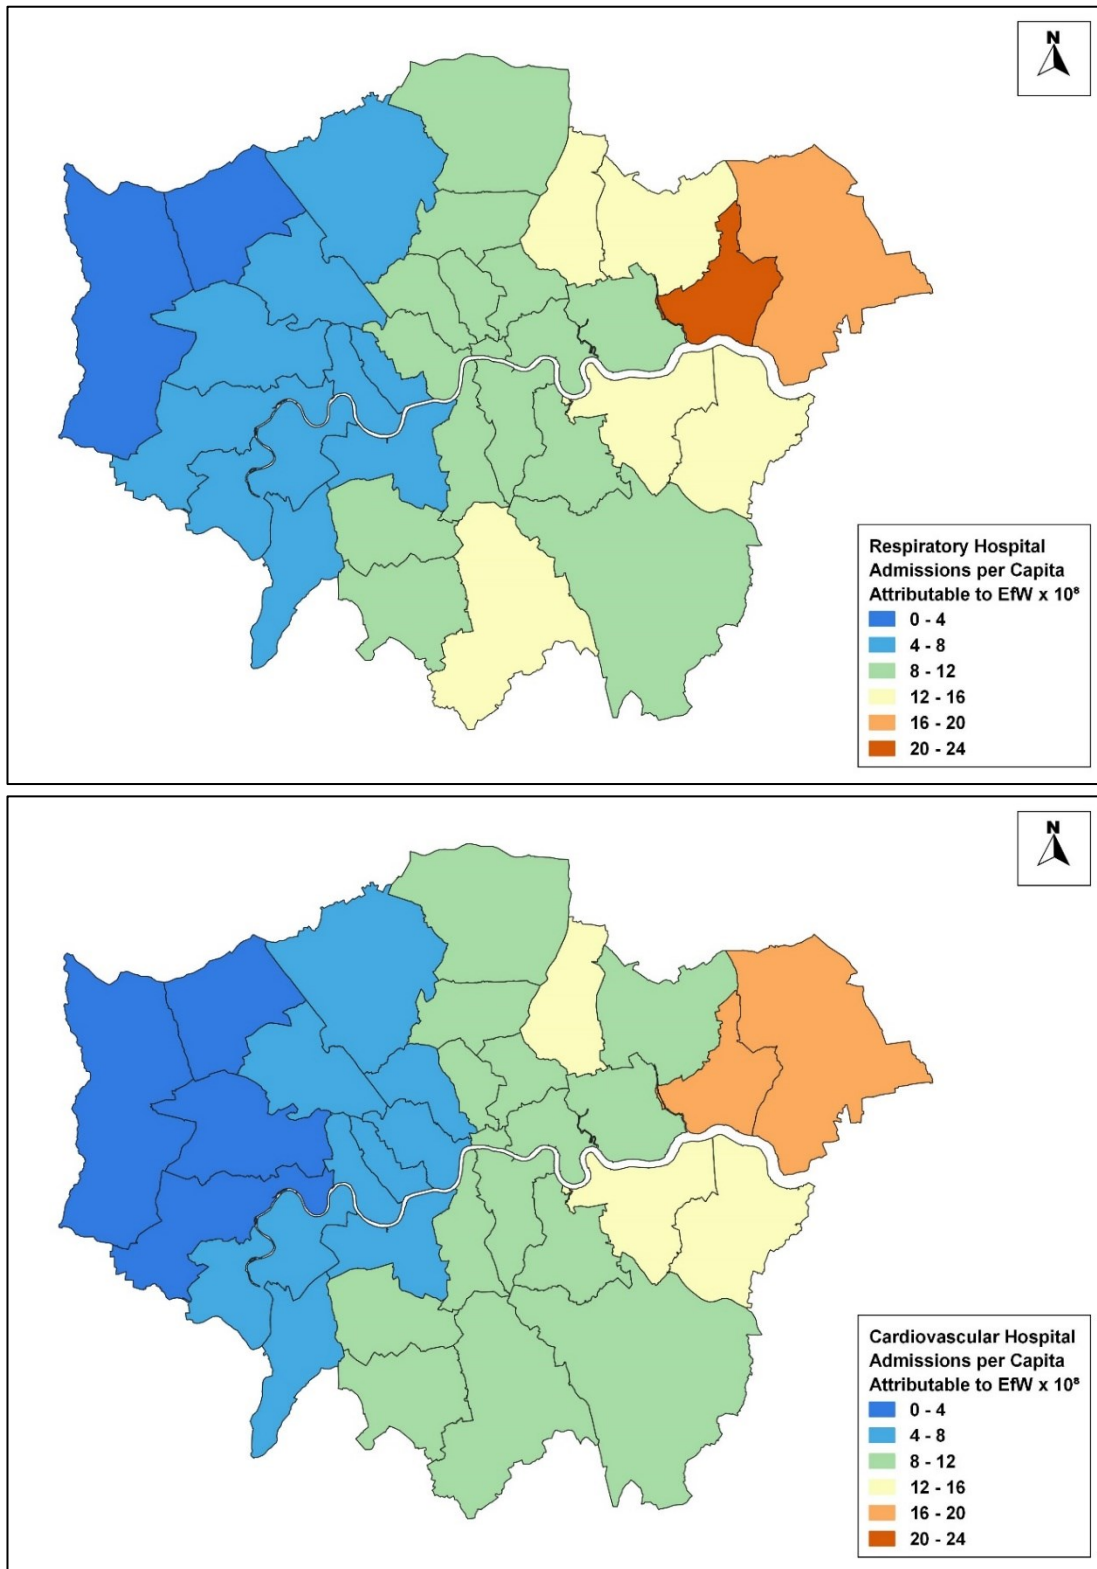 N
Respiratory Hospital
Admissions per Capita
Attributable to EfW x 10⁸
0 - 4
4 - 8
8 - 12
12 - 16
16 - 20
20 - 24
N
Cardiovascular Hospital
Admissions per Capita
Attributable to EfW x 10⁸
0 - 4
4 - 8
8 - 12
12 - 16
16 - 20
20 - 24